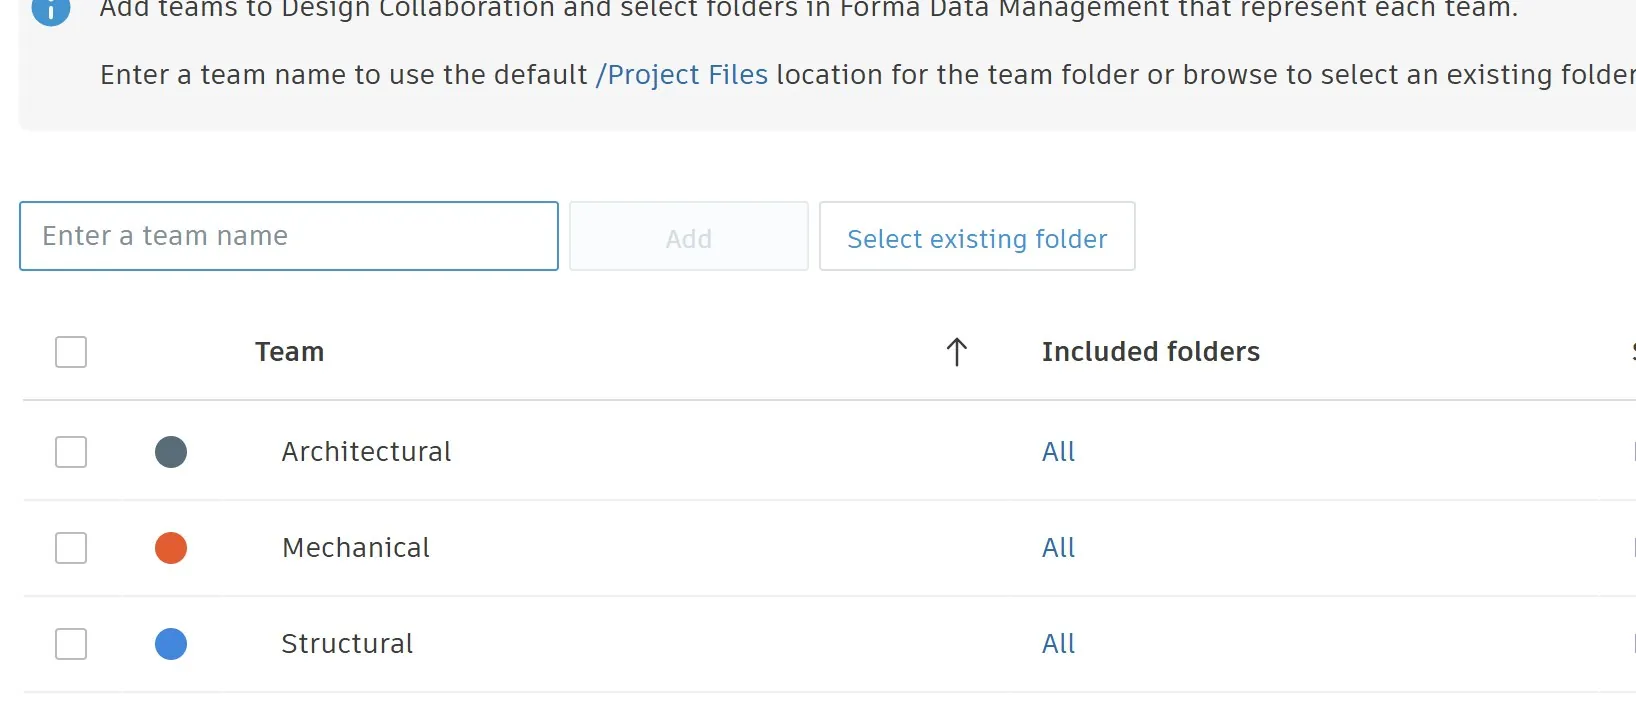 Add teams to Design Collaboration and select folders in Forma Data Management that represent each team.
Enter a team name to use the default /Project Files location for the team folder or browse to select an existing folder
Enter a team name
Add
Select existing folder
Team
Included folders
Architectural
All
Mechanical
All
Structural
All